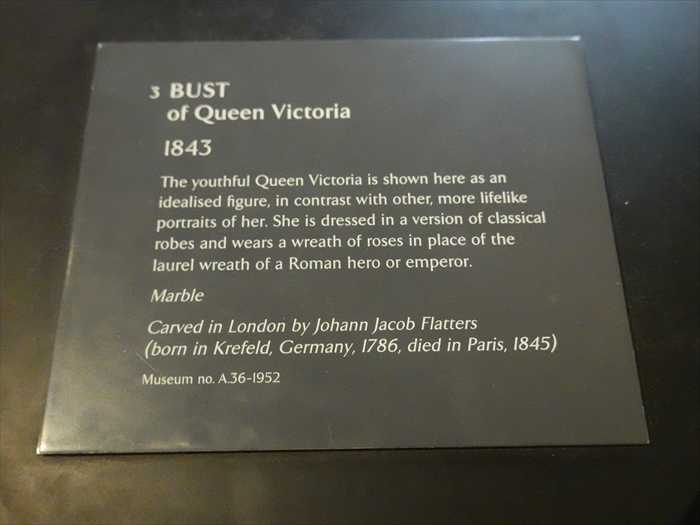 3 BUST
of Queen Victoria
1843
The youthful Queen Victoria is shown here as an
idealised figure, in contrast with other, more lifelike
portraits of her. She is dressed in a version of classical
robes and wears a wreath of roses in place of the
laurel wreath of a Roman hero or emperor.
Marble
Carved in London by Johann Jacob Flatters
(born in Krefeld, Germany, 1786, died in Paris, 1845)
Museum no. A.36-1952